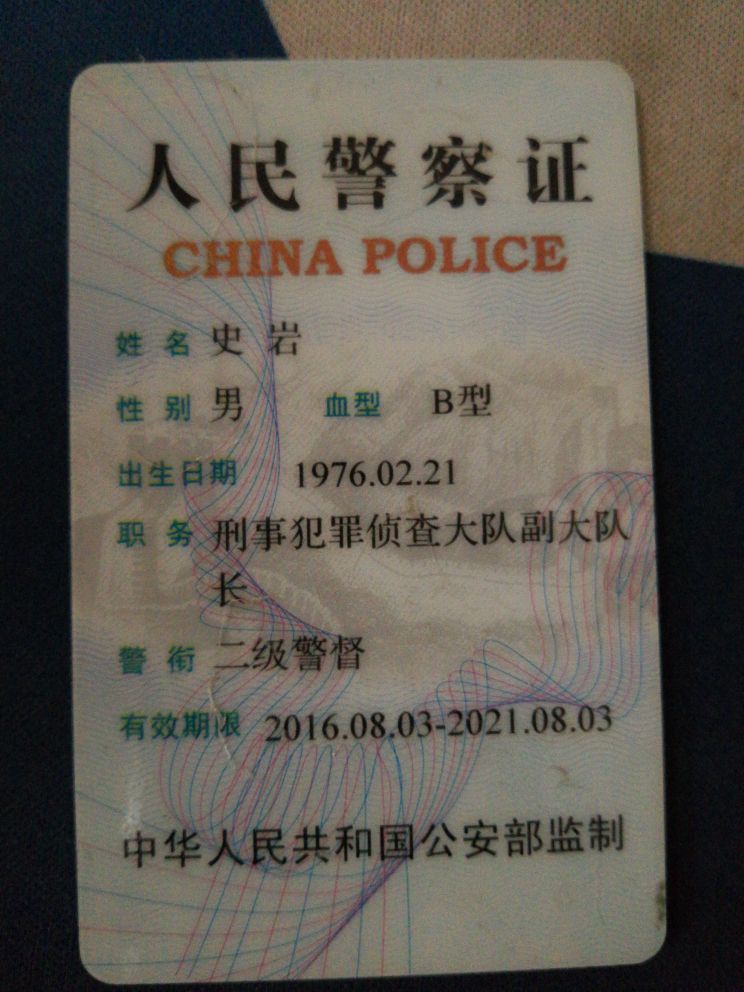 人民警察证
CHINA POLICE
姓名 史岩
性别 男 血型 B型
出生日期 1976.02.21
职务 刑事犯罪侦查大队副大队
长
警衔 二级警督
有效期限 2016.08.03-2021.08.03
中华人民共和国公安部监制